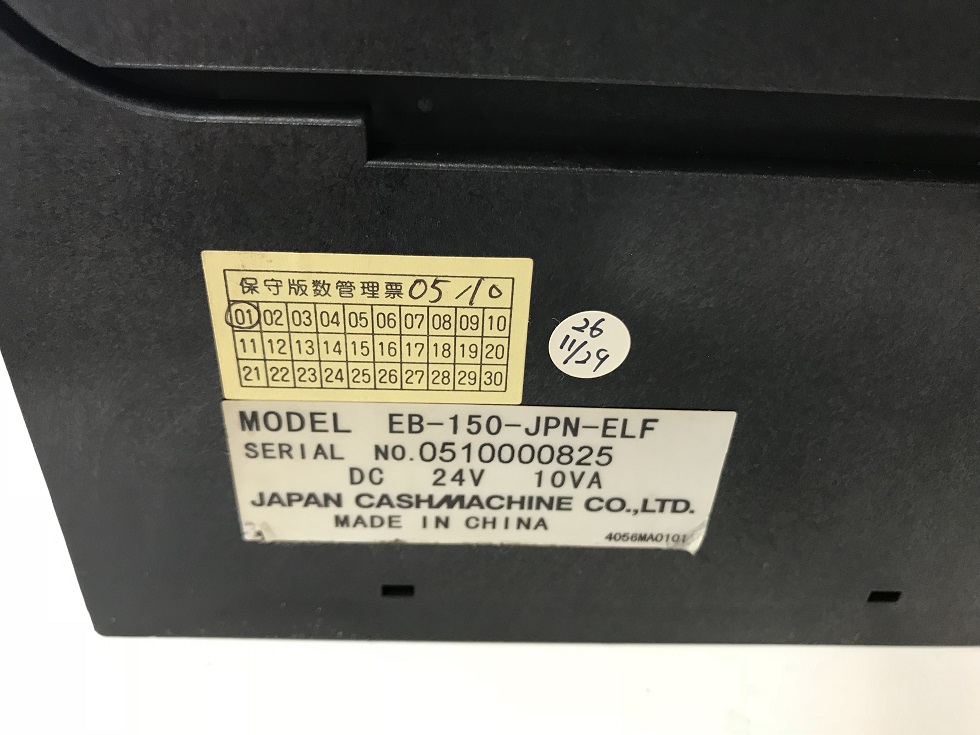 保守版数管理票 05/10
01 02 03 04 05 06 07 08 09 10
11 12 13 14 15 16 17 18 19 20
21 22 23 24 25 26 27 28 29 30
26
11/29
MODEL EB-150-JPN-ELF
SERIAL NO.0510000825
DC 24V 10VA
JAPAN CASHMACHINE CO.,LTD.
MADE IN CHINA
4056MA0101